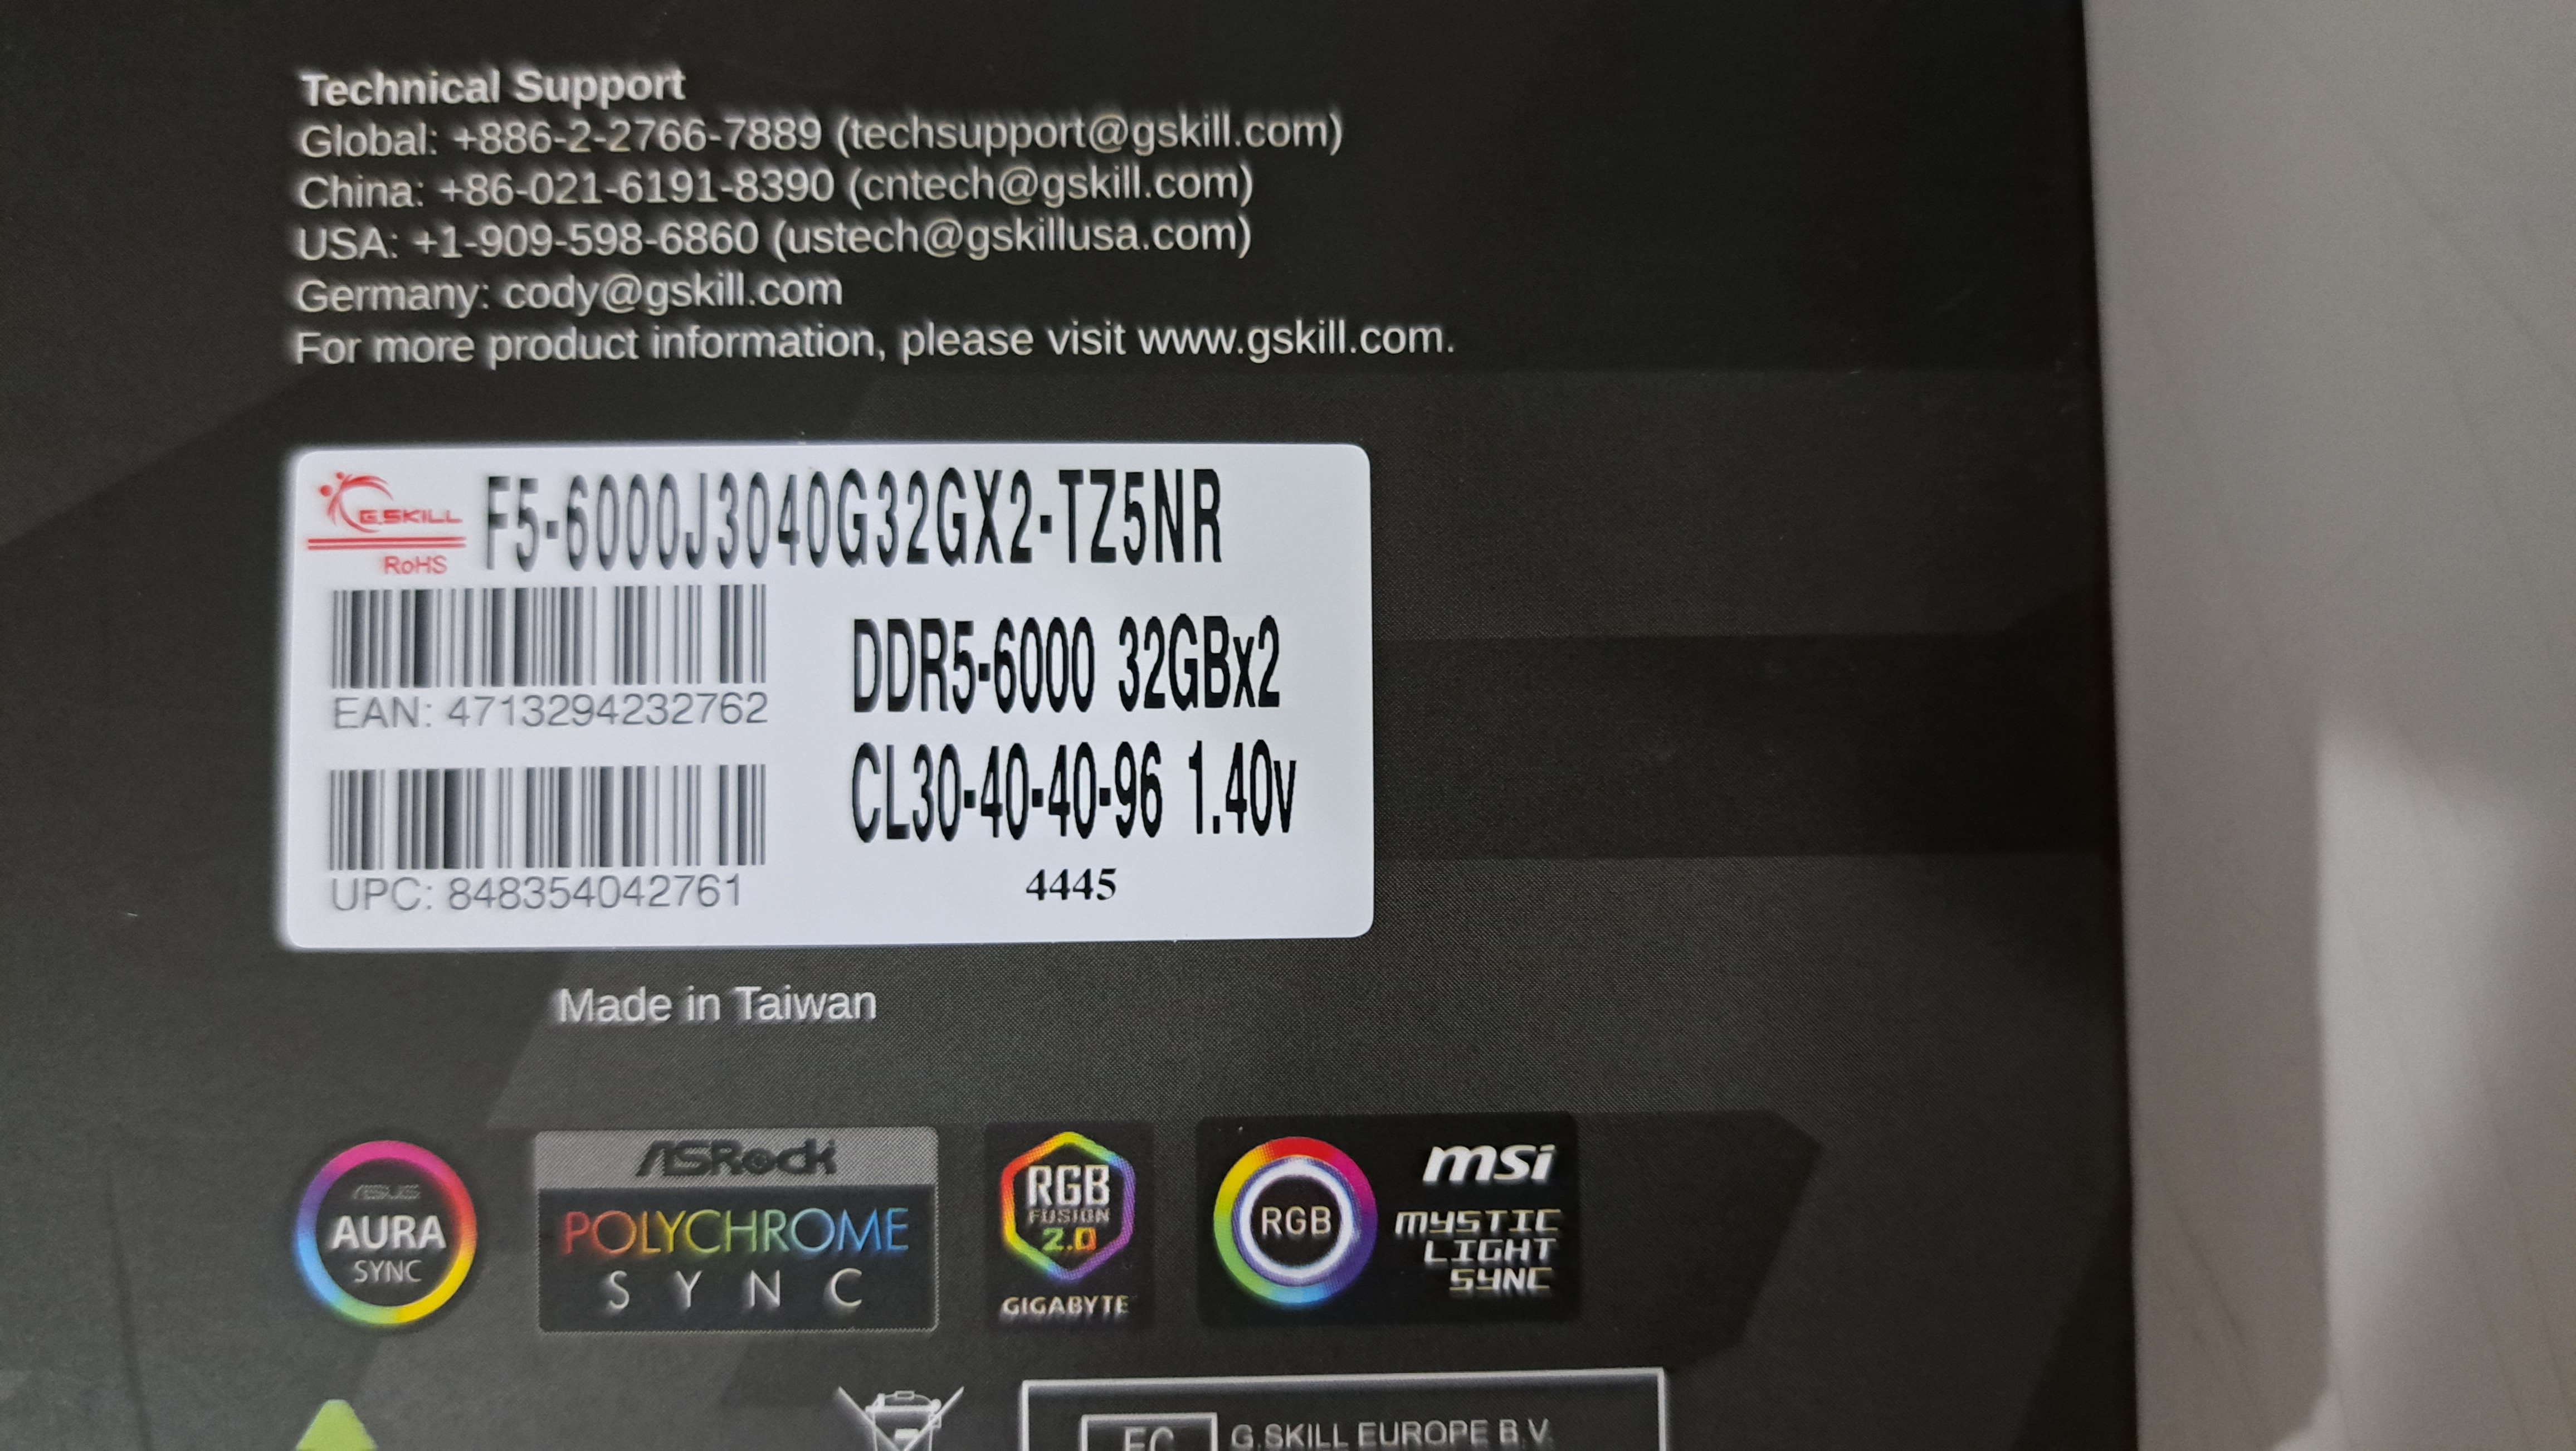 Technical Support
Global: +886-2-2766-7889 (techsupport@gskill.com)
China: +86-021-6191-8390 (cntech@gskill.com)
USA: +1-909-598-6860 (ustech@gskillusa.com)
Germany: cody@gskill.com
For more product information, please visit www.gskill.com.
G.SKILL
RoHS
F5-6000J3040G32GX2-TZ5NR
EAN: 4713294232762
DDR5-6000 32GBx2
CL30-40-40-96 1.40v
UPC: 848354042761
4445
Made in Taiwan
ASUS
AURA
SYNC
ASRock
POLYCHROME
SYNC
RGB
FUSION
2.0
GIGABYTE
RGB
msi
MYSTIC
LIGHT
SYNC
EC
G.SKILL EUROPE B.V.